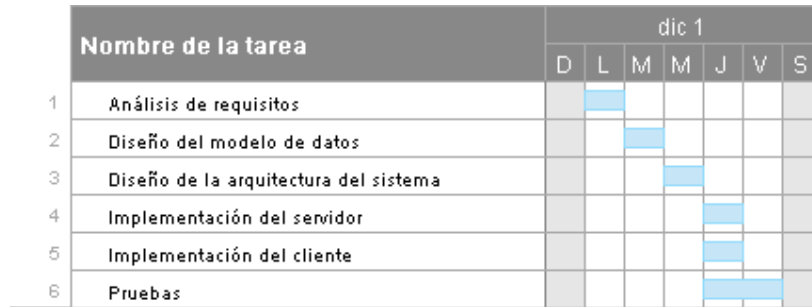 Nombre de la tarea
dic 1
D L M M J V S
1 Análisis de requisitos
2 Diseño del modelo de datos
3 Diseño de la arquitectura del sistema
4 Implementación del servidor
5 Implementación del cliente
6 Pruebas